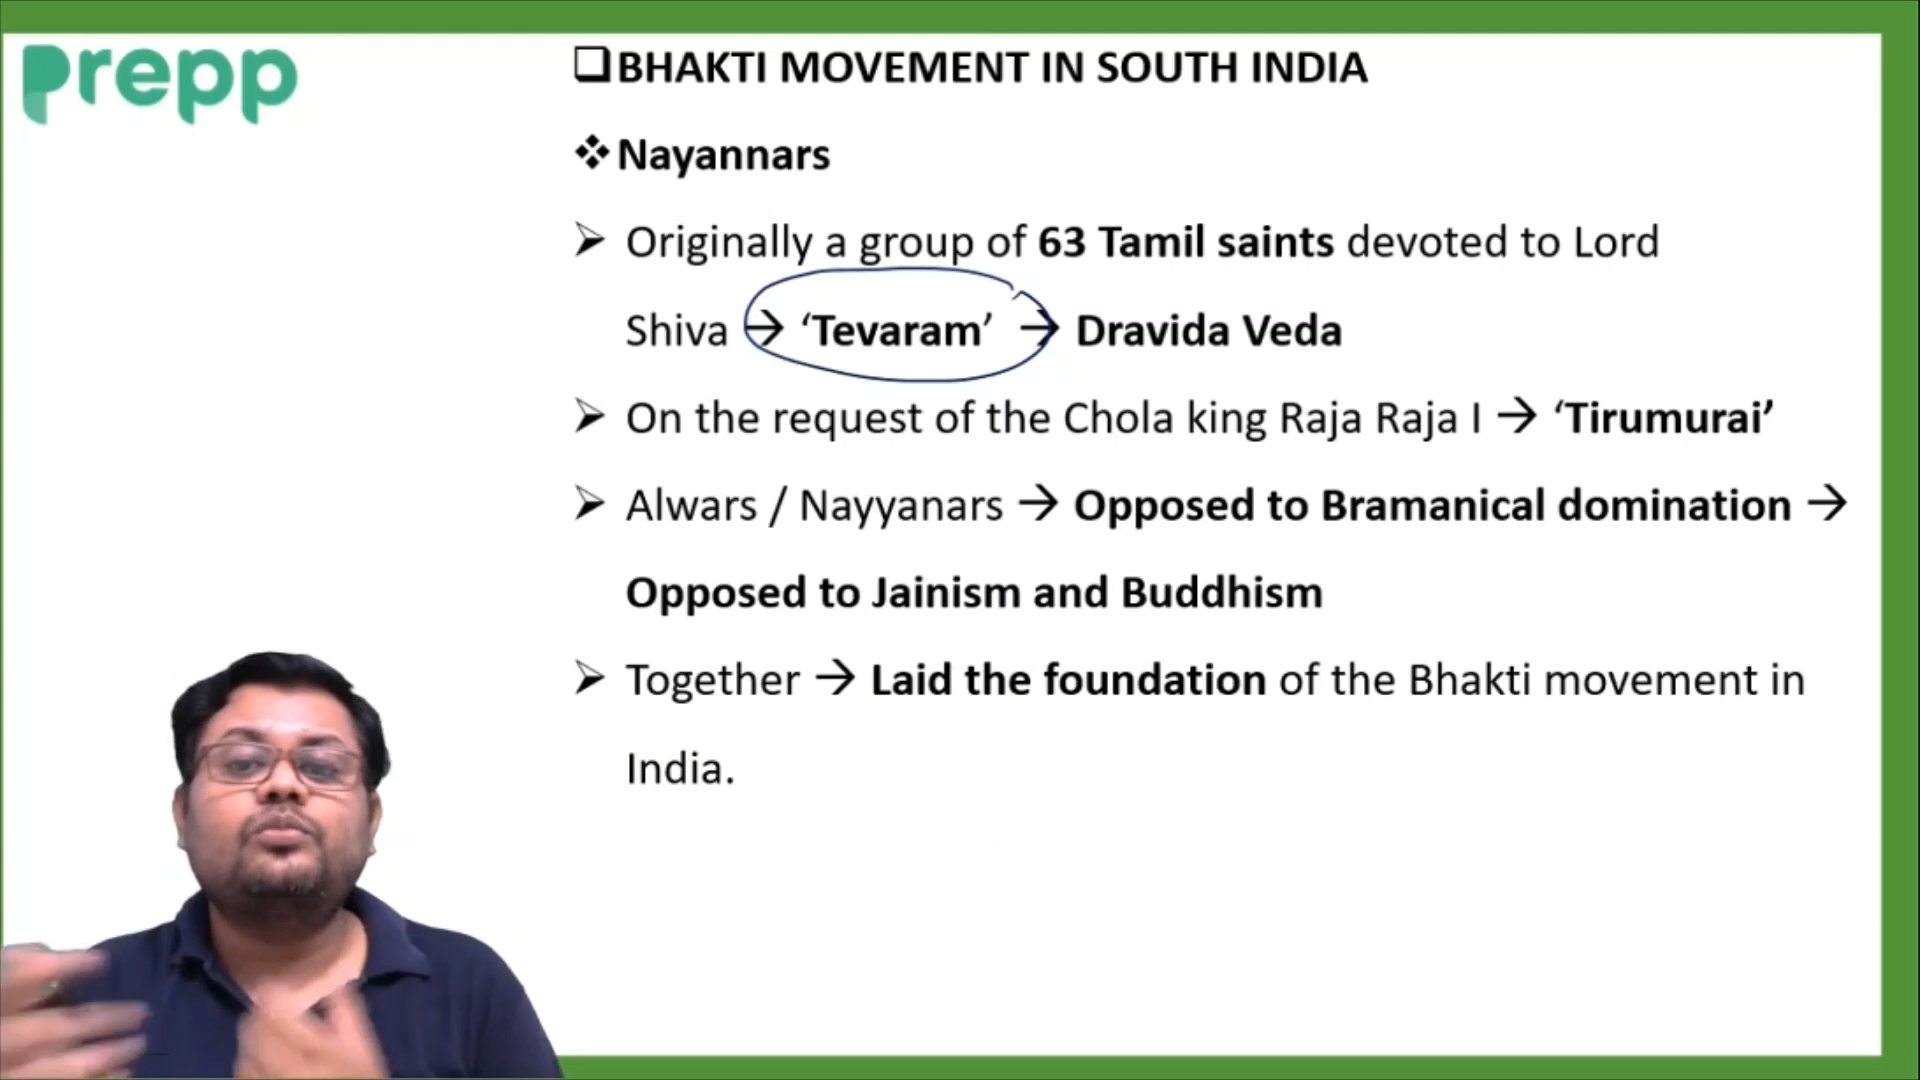 prepp
❑BHAKTI MOVEMENT IN SOUTH INDIA
❖Nayannars
➢ Originally a group of 63 Tamil saints devoted to Lord
Shiva → ‘Tevaram’ → Dravida Veda
➢ On the request of the Chola king Raja Raja I → ‘Tirumurai’
➢ Alwars / Nayyanars → Opposed to Bramanical domination →
Opposed to Jainism and Buddhism
➢ Together → Laid the foundation of the Bhakti movement in
India.